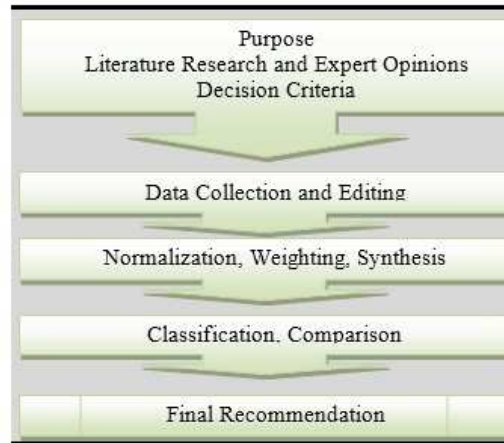 Purpose
Literature Research and Expert Opinions
Decision Criteria
Data Collection and Editing
Normalization, Weighting, Synthesis
Classification, Comparison
Final Recommendation